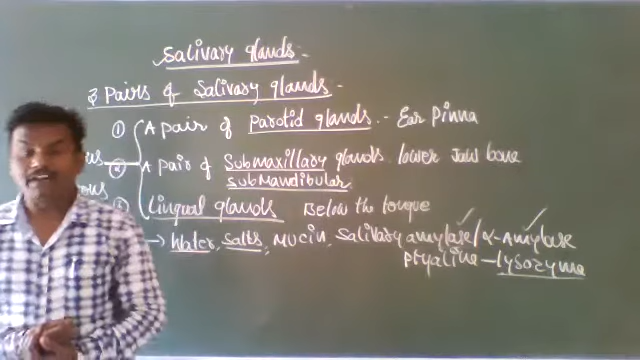 Salivary glands -
3 Pairs of Salivary glands -
① A pair of Parotid glands. - Ear Pinna
② A pair of Submaxillary glands lower Jaw bone
SubMandibular
Lingual glands Below the tongue
→ Water, Salts, Mucin, Salivary amylase/α-Amylase
Ptyaline - lysozyme